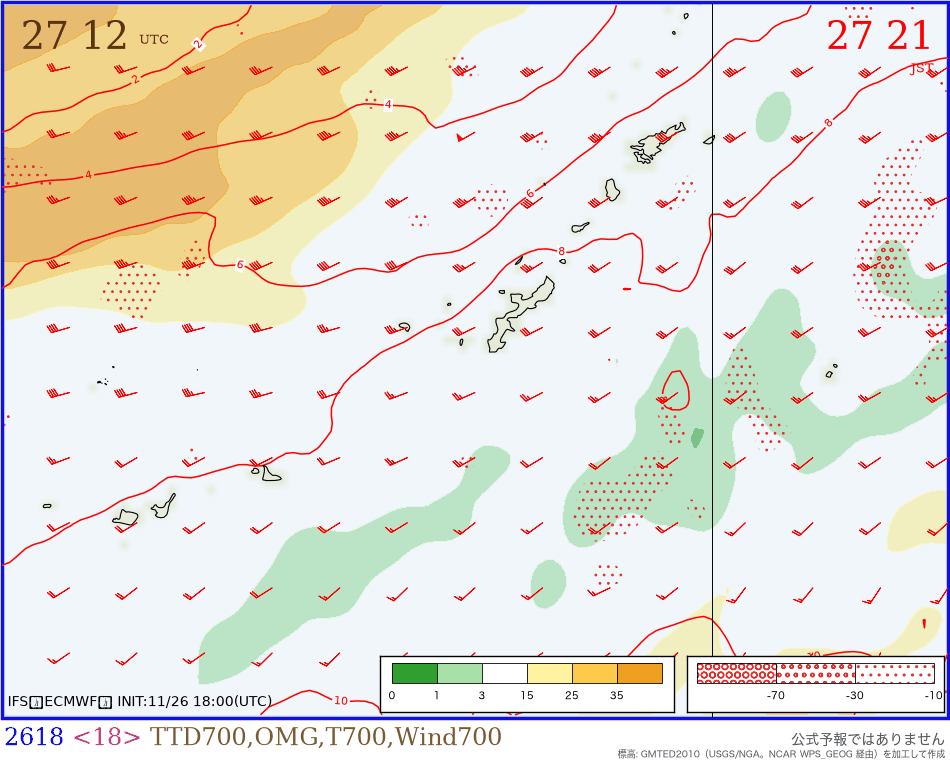 27 12 UTC
27 21
JST
2
2
4
4
6
6
8
8
10
10
0 1 3 15 25 35
-70 -30 -10
IFS ECMWF INIT:11/26 18:00(UTC)
2618 <18> TTD700,OMG,T700,Wind700
公式予報ではありません
標高: GMTED2010（USGS/NGA。NCAR WPS_GEOG 経由）を加工して作成